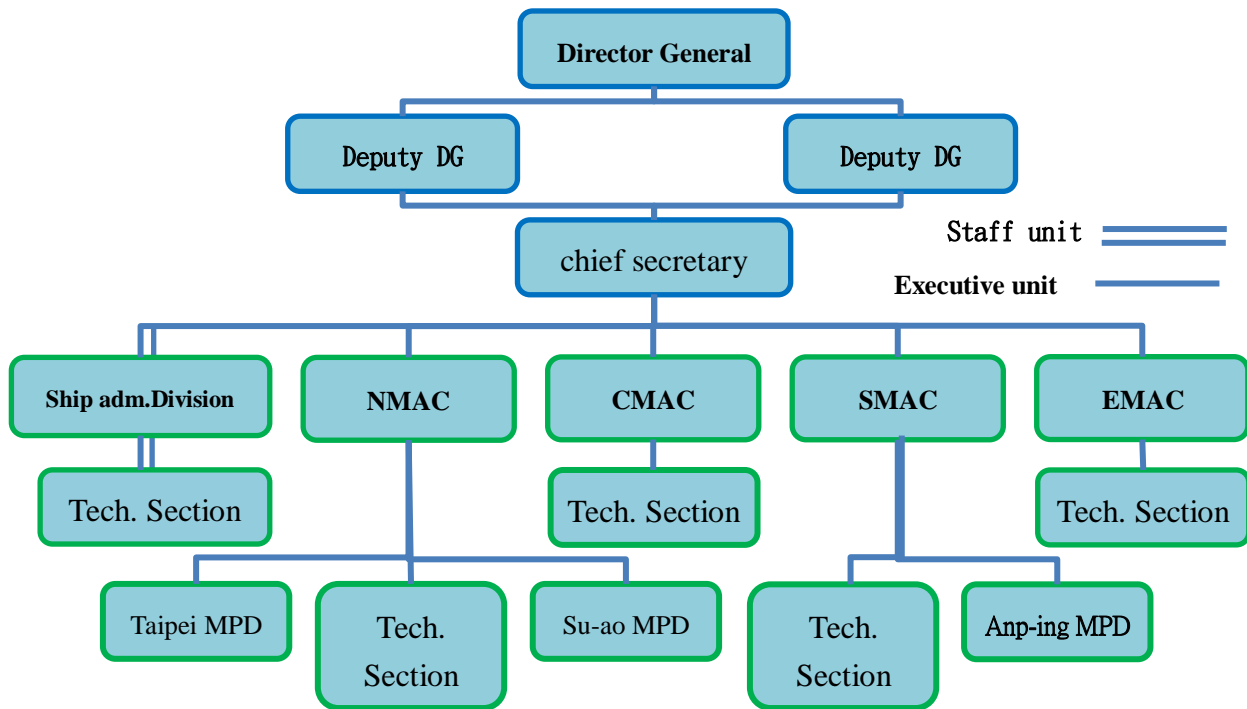 Director General
Deputy DG
Deputy DG
Staff unit
chief secretary
Executive unit
Ship adm.Division
NMAC
CMAC
SMAC
EMAC
Tech. Section
Tech. Section
Tech. Section
Taipei MPD
Tech.
Section
Su-ao MPD
Tech.
Section
Anp-ing MPD